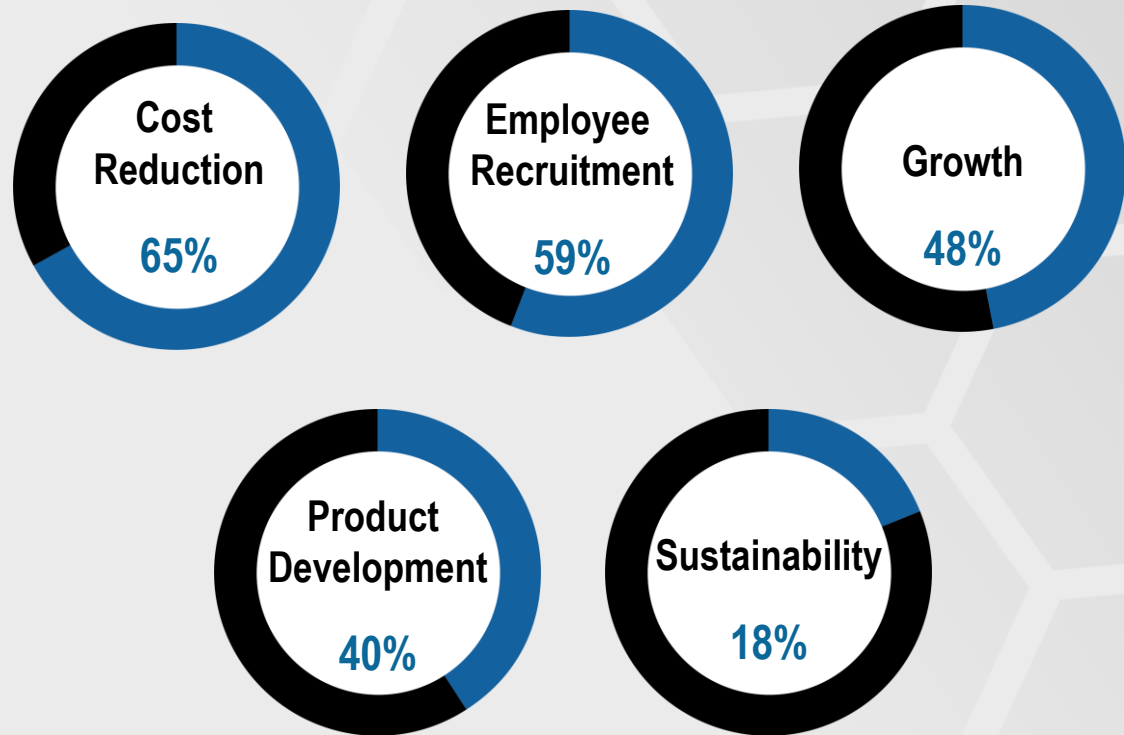 Cost
Reduction
65%
Employee
Recruitment
59%
Growth
48%
Product
Development
40%
Sustainability
18%